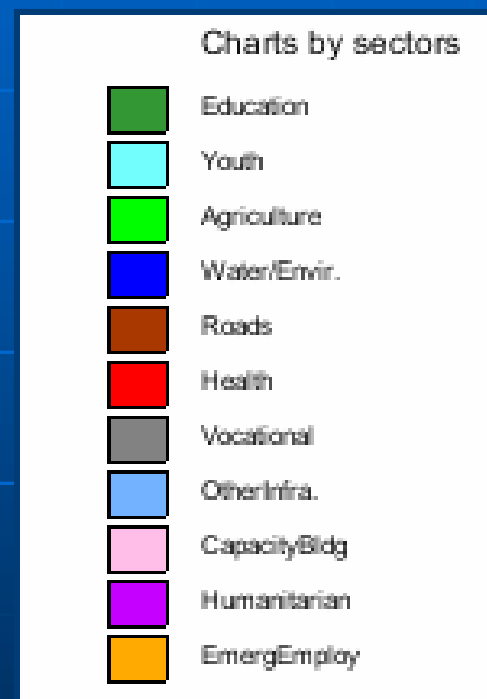 Charts by sectors
Education
Youth
Agriculture
Water/Envir.
Roads
Health
Vocational
OtherInfra.
CapacityBldg
Humanitarian
EmergEmploy